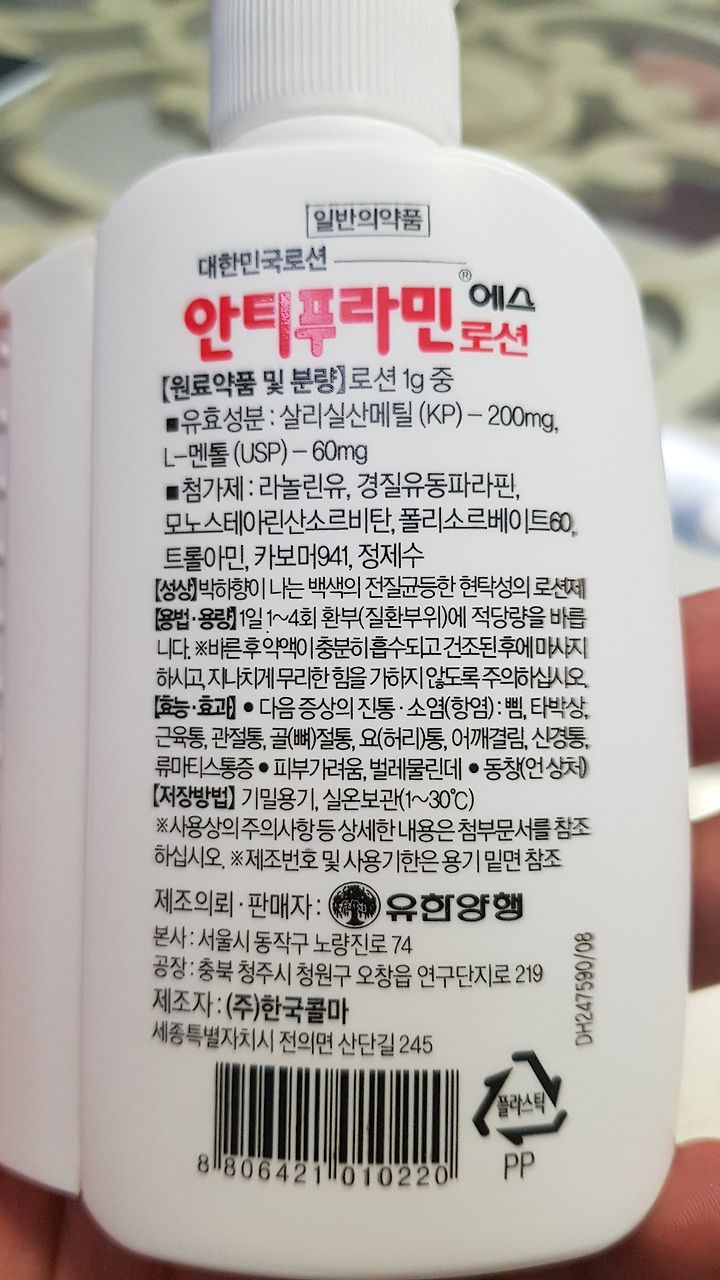 일반의약품
대한민국로션
안티푸라민® 에스
로션
【원료약품 및 분량】로션 1g 중
■유효성분 : 살리실산메틸 (KP) – 200mg,
L-멘톨 (USP) – 60mg
■첨가제 : 라놀린유, 경질유동파라핀,
모노스테아린산소르비탄, 폴리소르베이트60,
트롤아민, 카보머941, 정제수
【성상】박하향이 나는 백색의 전질균등한 현탁성의 로션제
【용법·용량】1일 1~4회 환부(질환부위)에 적당량을 바릅
니다. ※바른 후 약액이 충분히 흡수되고 건조된 후에 마사지
하시고, 지나치게 무리한 힘을 가하지 않도록 주의하십시오.
【효능·효과】 ● 다음 증상의 진통·소염(항염) : 삠, 타박상,
근육통, 관절통, 골(뼈)절통, 요(허리)통, 어깨결림, 신경통,
류마티스통증 ● 피부가려움, 벌레물린데 ● 동창(언 상처)
【저장방법】 기밀용기, 실온보관(1~30℃)
※사용상의 주의사항 등 상세한 내용은 첨부문서를 참조
하십시오. ※제조번호 및 사용기한은 용기 밑면 참조
제조의뢰·판매자 : 유한양행
본사 : 서울시 동작구 노량진로 74
공장 : 충북 청주시 청원구 오창읍 연구단지로 219
제조자 : (주)한국콜마
세종특별자치시 전의면 산단길 245
DH247590/08
8 806421 010220
플라스틱
PP